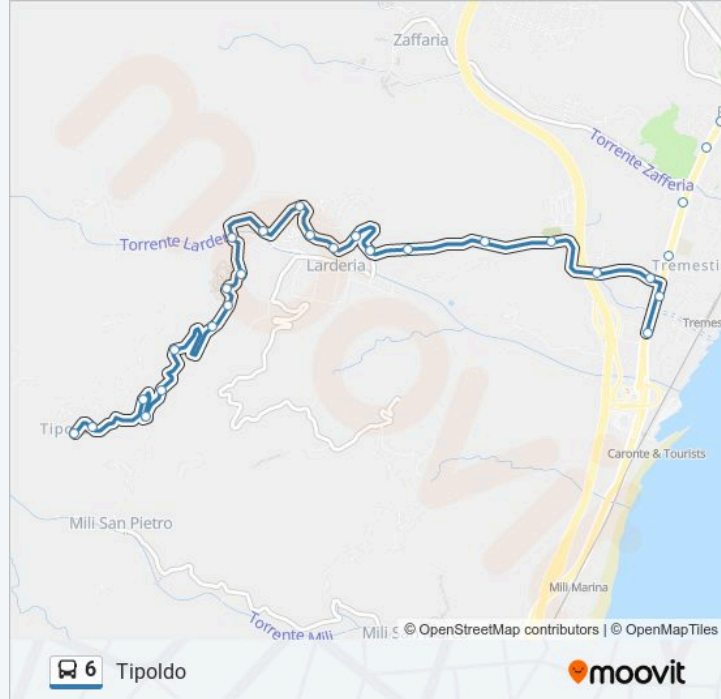 Zaffaria
Torrente Zafferia
Torrente Larder
Larderia
Tremesti
Tremes
Tipo
Caronte & Tourists
Mili San Pietro
Mili Marina
Torrente Mili
Mili S
© OpenStreetMap contributors | © OpenMapTiles
6 Tipoldo
moovit